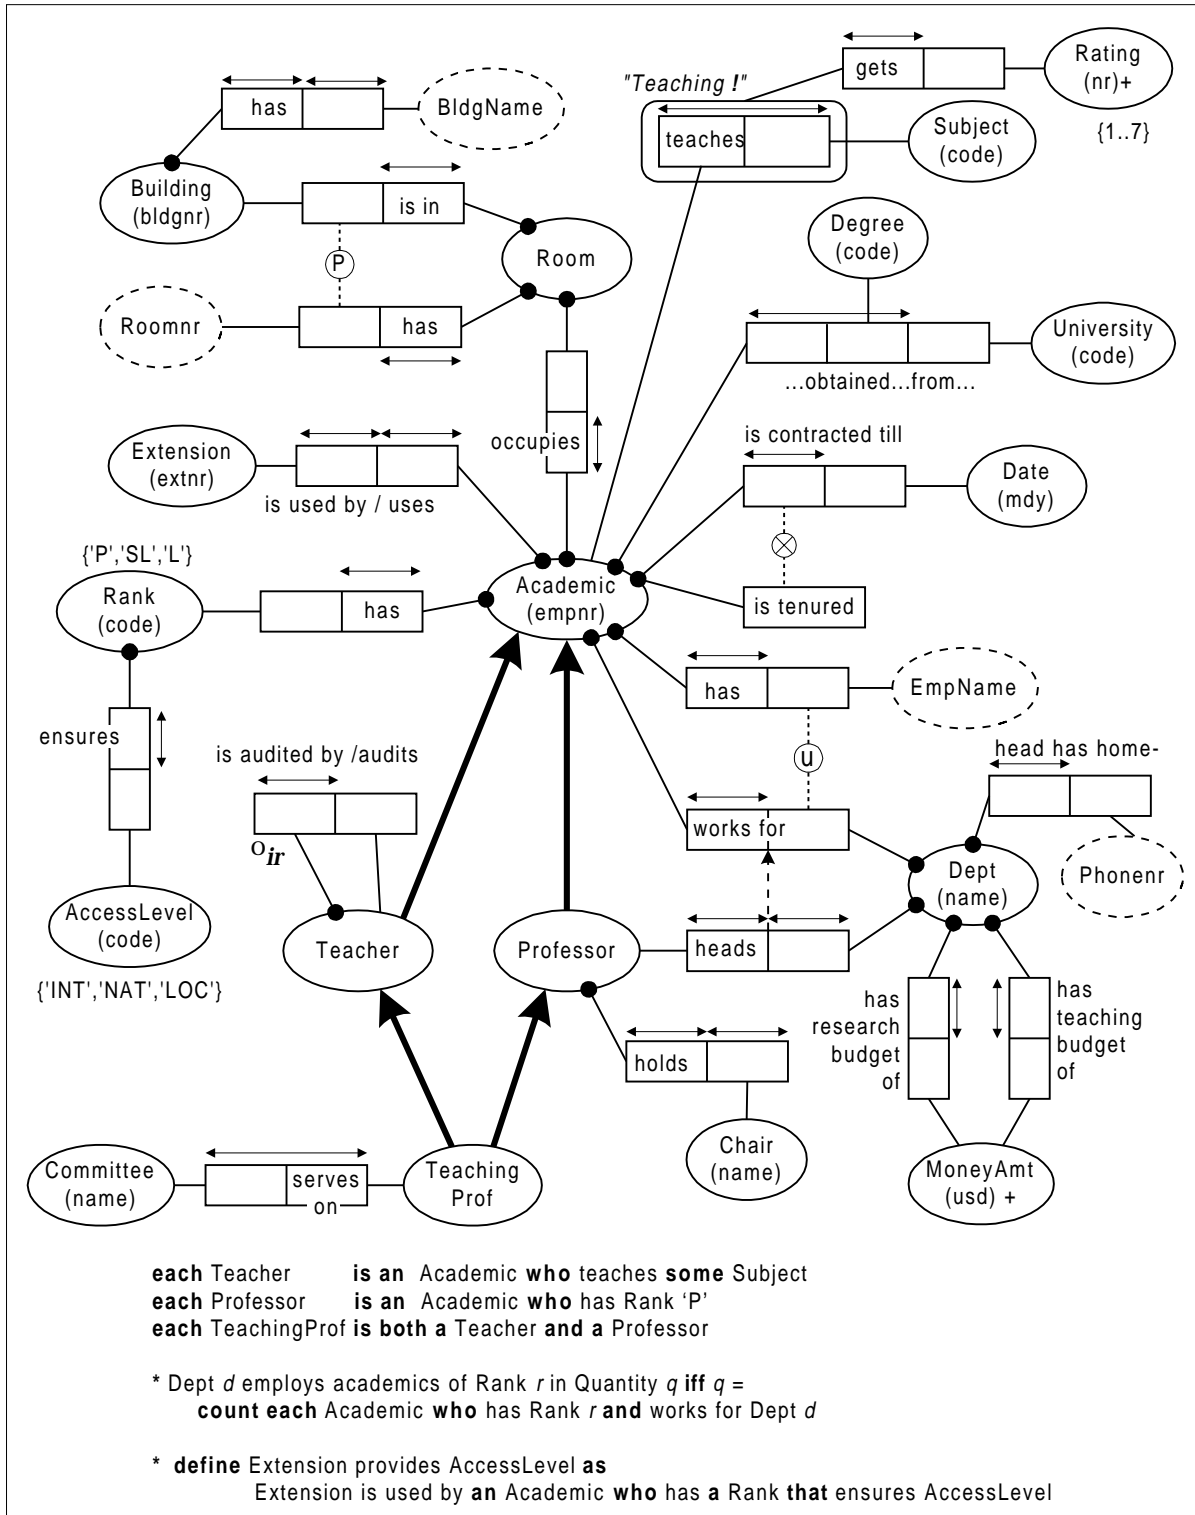 gets
Rating
(nr)+
{1..7}
"Teaching !"
has
BldgName
teaches
Subject
(code)
Building
(bldgnr)
is in
Degree
(code)
P
Room
Roomnr
has
University
(code)
...obtained...from...
occupies
is contracted till
Extension
(extnr)
is used by / uses
Date
(mdy)
{'P','SL','L'}
Rank
(code)
has
Academic
(empnr)
is tenured
has
EmpName
ensures
is audited by /audits
u
head has home-
works for
Oir
Dept
(name)
Phonenr
AccessLevel
(code)
Teacher
Professor
heads
{'INT','NAT','LOC'}
has
research
budget
of
has
teaching
budget
of
holds
Committee
(name)
serves
on
Teaching
Prof
Chair
(name)
MoneyAmt
(usd) +
each Teacher is an Academic who teaches some Subject
each Professor is an Academic who has Rank ‘P’
each TeachingProf is both a Teacher and a Professor
* Dept d employs academics of Rank r in Quantity q iff q =
count each Academic who has Rank r and works for Dept d
* define Extension provides AccessLevel as
Extension is used by an Academic who has a Rank that ensures AccessLevel